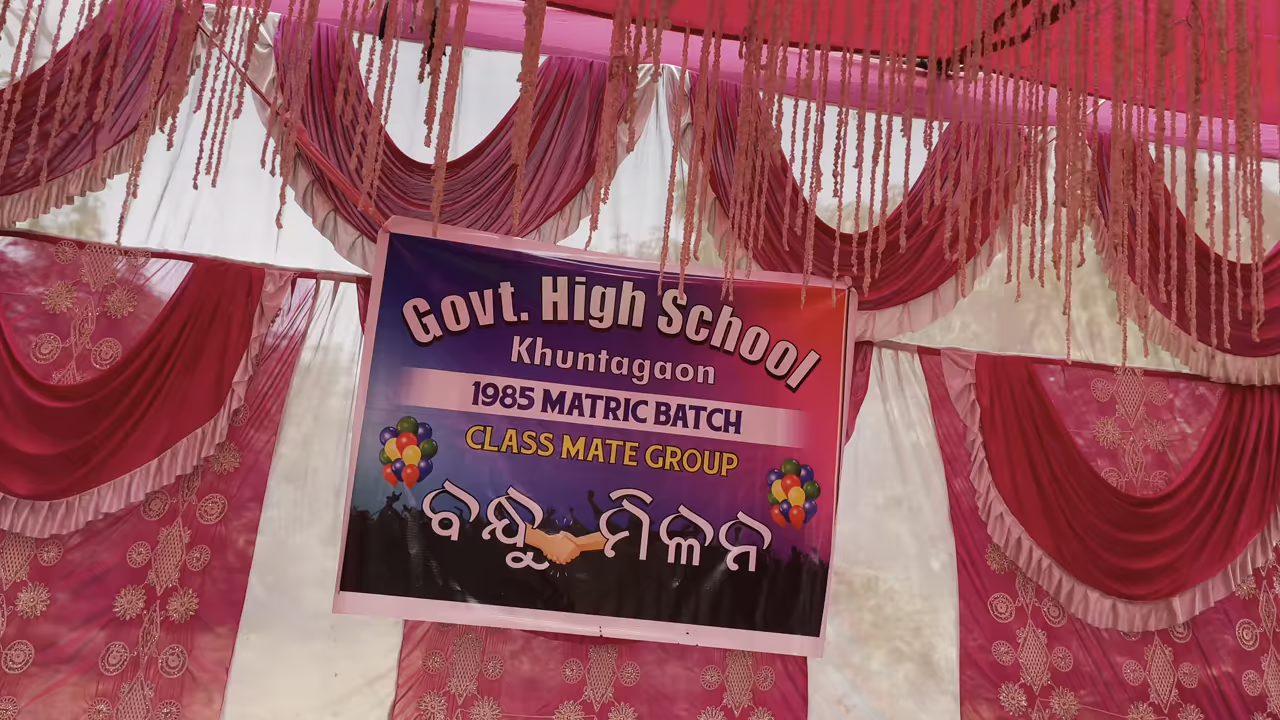 Govt. High School
Khuntagaon
1985 MATRIC BATCH
CLASS MATE GROUP
ବନ୍ଧୁ ମିଳନ